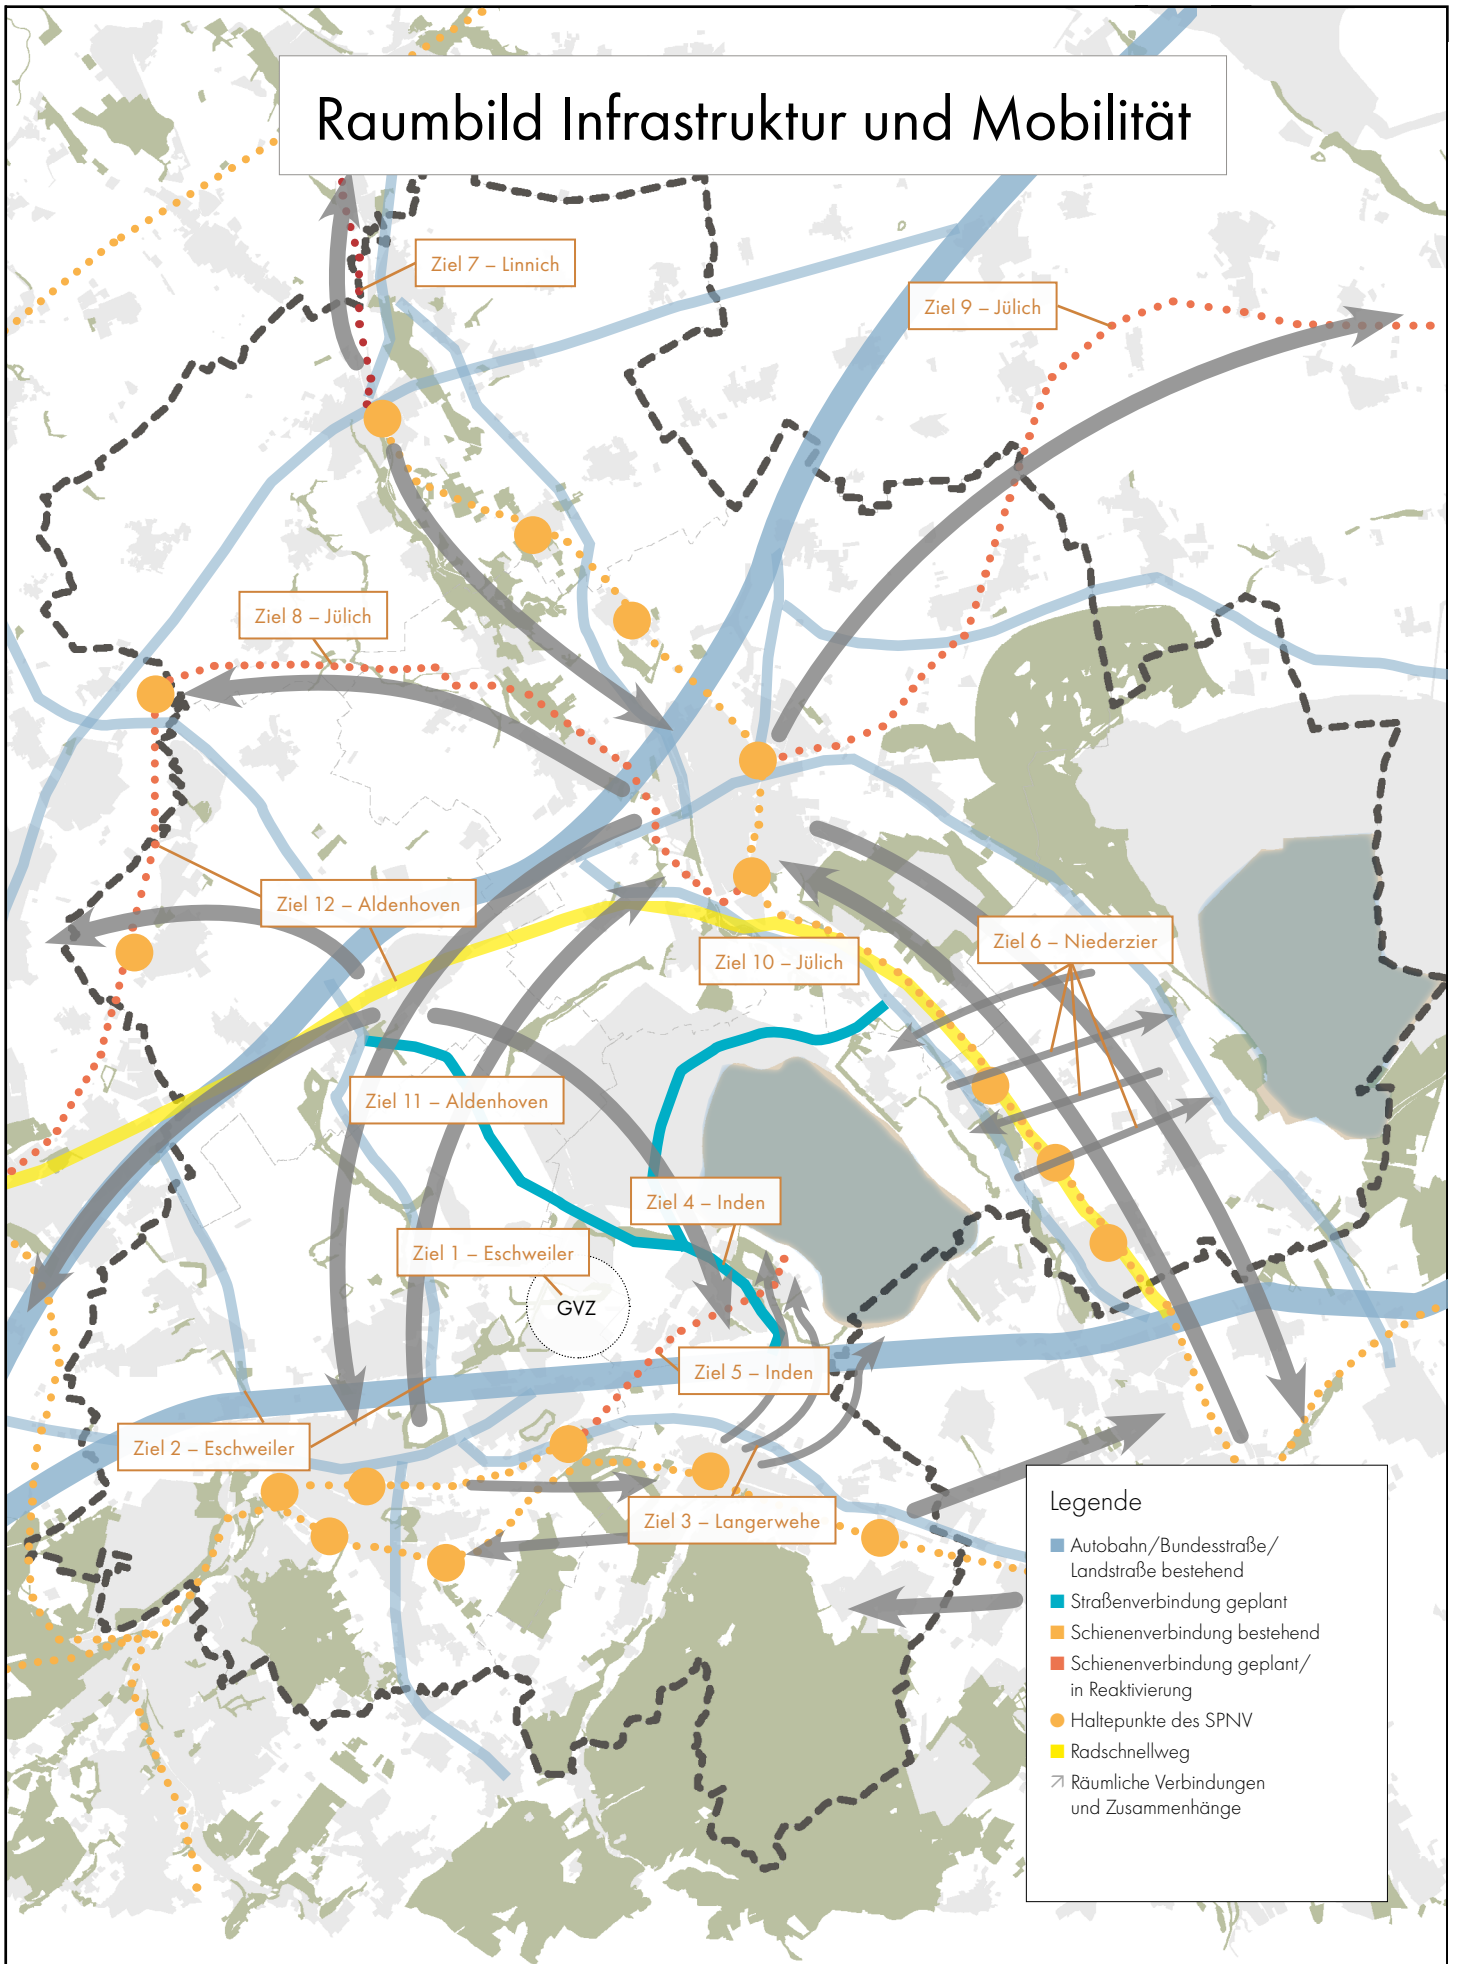 Raumbild Infrastruktur und Mobilität
Ziel 7 – Linnich
Ziel 9 – Jülich
Ziel 8 – Jülich
Ziel 12 – Aldenhoven
Ziel 6 – Niederzier
Ziel 10 – Jülich
Ziel 11 – Aldenhoven
Ziel 4 – Inden
Ziel 1 – Eschweiler
GVZ
Ziel 5 – Inden
Ziel 2 – Eschweiler
Ziel 3 – Langerwehe
Legende
Autobahn/Bundesstraße/
Landstraße bestehend
Straßenverbindung geplant
Schienenverbindung bestehend
Schienenverbindung geplant/
in Reaktivierung
Haltepunkte des SPNV
Radschnellweg
Räumliche Verbindungen
und Zusammenhänge